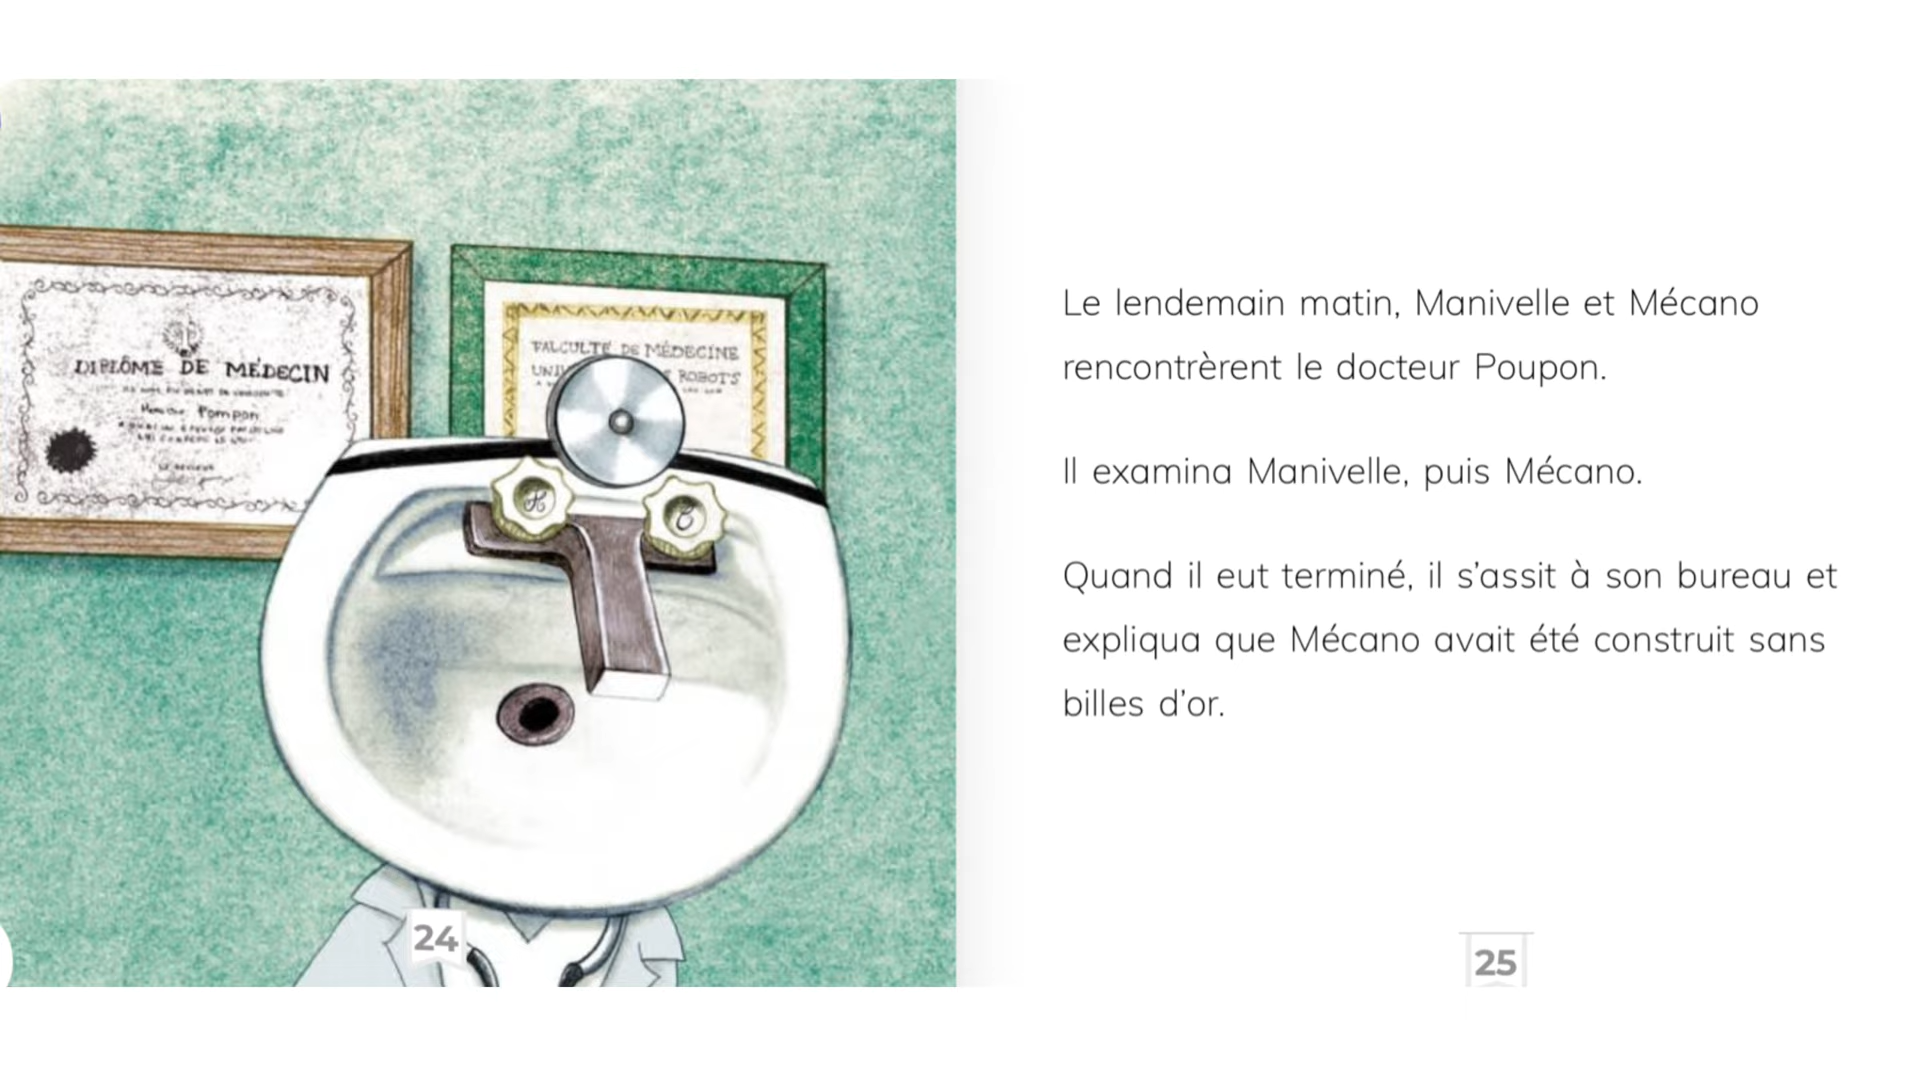 DIPLÔME DE MÉDECIN
Pompon
FALCULTÉ DE MÉDECINE
ROBOTS
H
C
24
Le lendemain matin, Manivelle et Mécano
rencontrèrent le docteur Poupon.
Il examina Manivelle, puis Mécano.
Quand il eut terminé, il s’assit à son bureau et
expliqua que Mécano avait été construit sans
billes d’or.
25